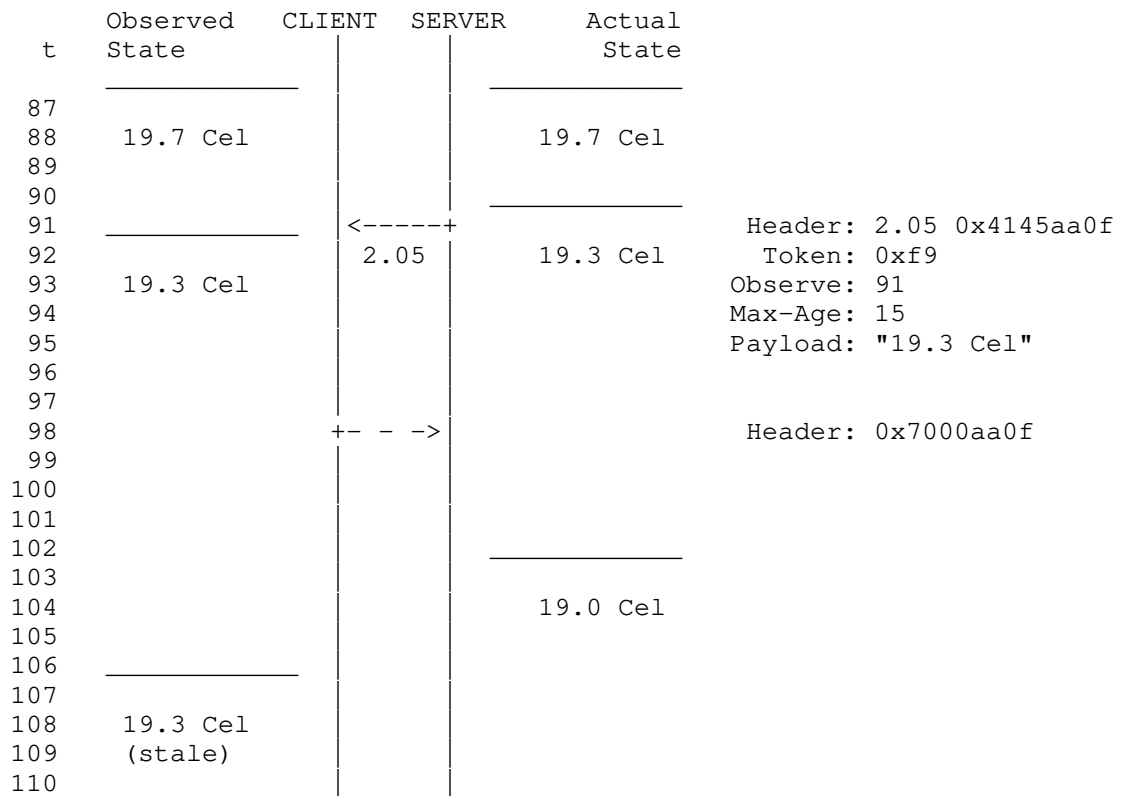 Observed CLIENT SERVER Actual
t State State
87
88 19.7 Cel 19.7 Cel
89
90
91 <-----+ Header: 2.05 0x4145aa0f
92 2.05 19.3 Cel Token: 0xf9
93 19.3 Cel Observe: 91
94 Max-Age: 15
95 Payload: "19.3 Cel"
96
97
98 +- - -> Header: 0x7000aa0f
99
100
101
102
103
104 19.0 Cel
105
106
107
108 19.3 Cel
109 (stale)
110